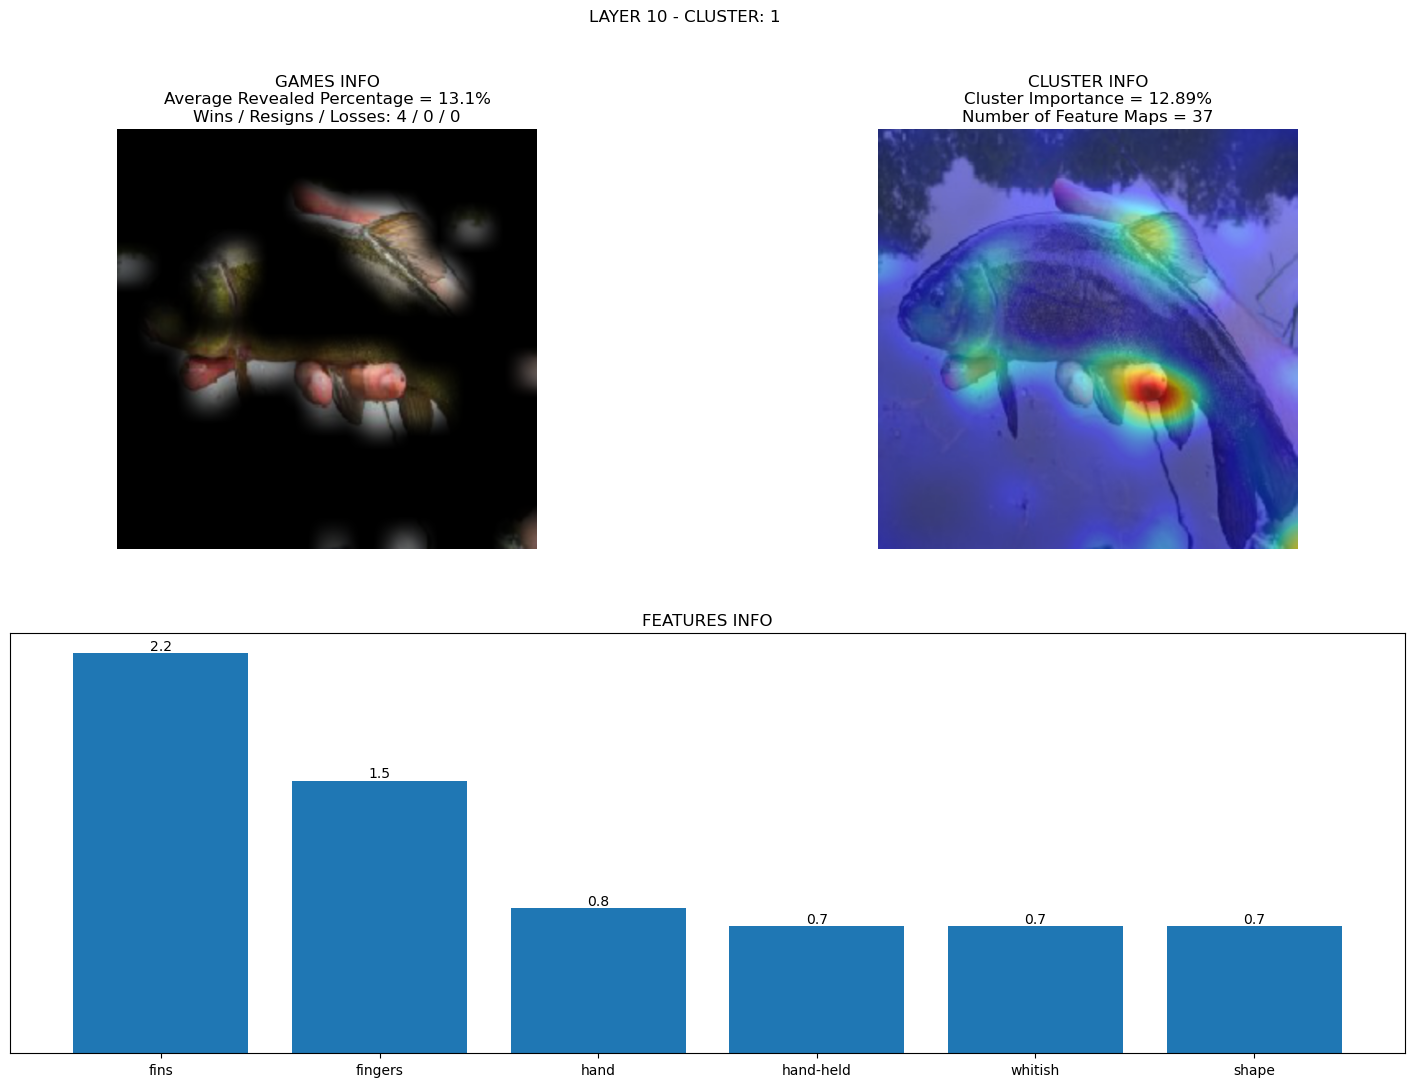 LAYER 10 - CLUSTER: 1
GAMES INFO
Average Revealed Percentage = 13.1%
Wins / Resigns / Losses: 4 / 0 / 0
CLUSTER INFO
Cluster Importance = 12.89%
Number of Feature Maps = 37
FEATURES INFO
2.2
1.5
0.8
0.7
0.7
0.7
fins
fingers
hand
hand-held
whitish
shape